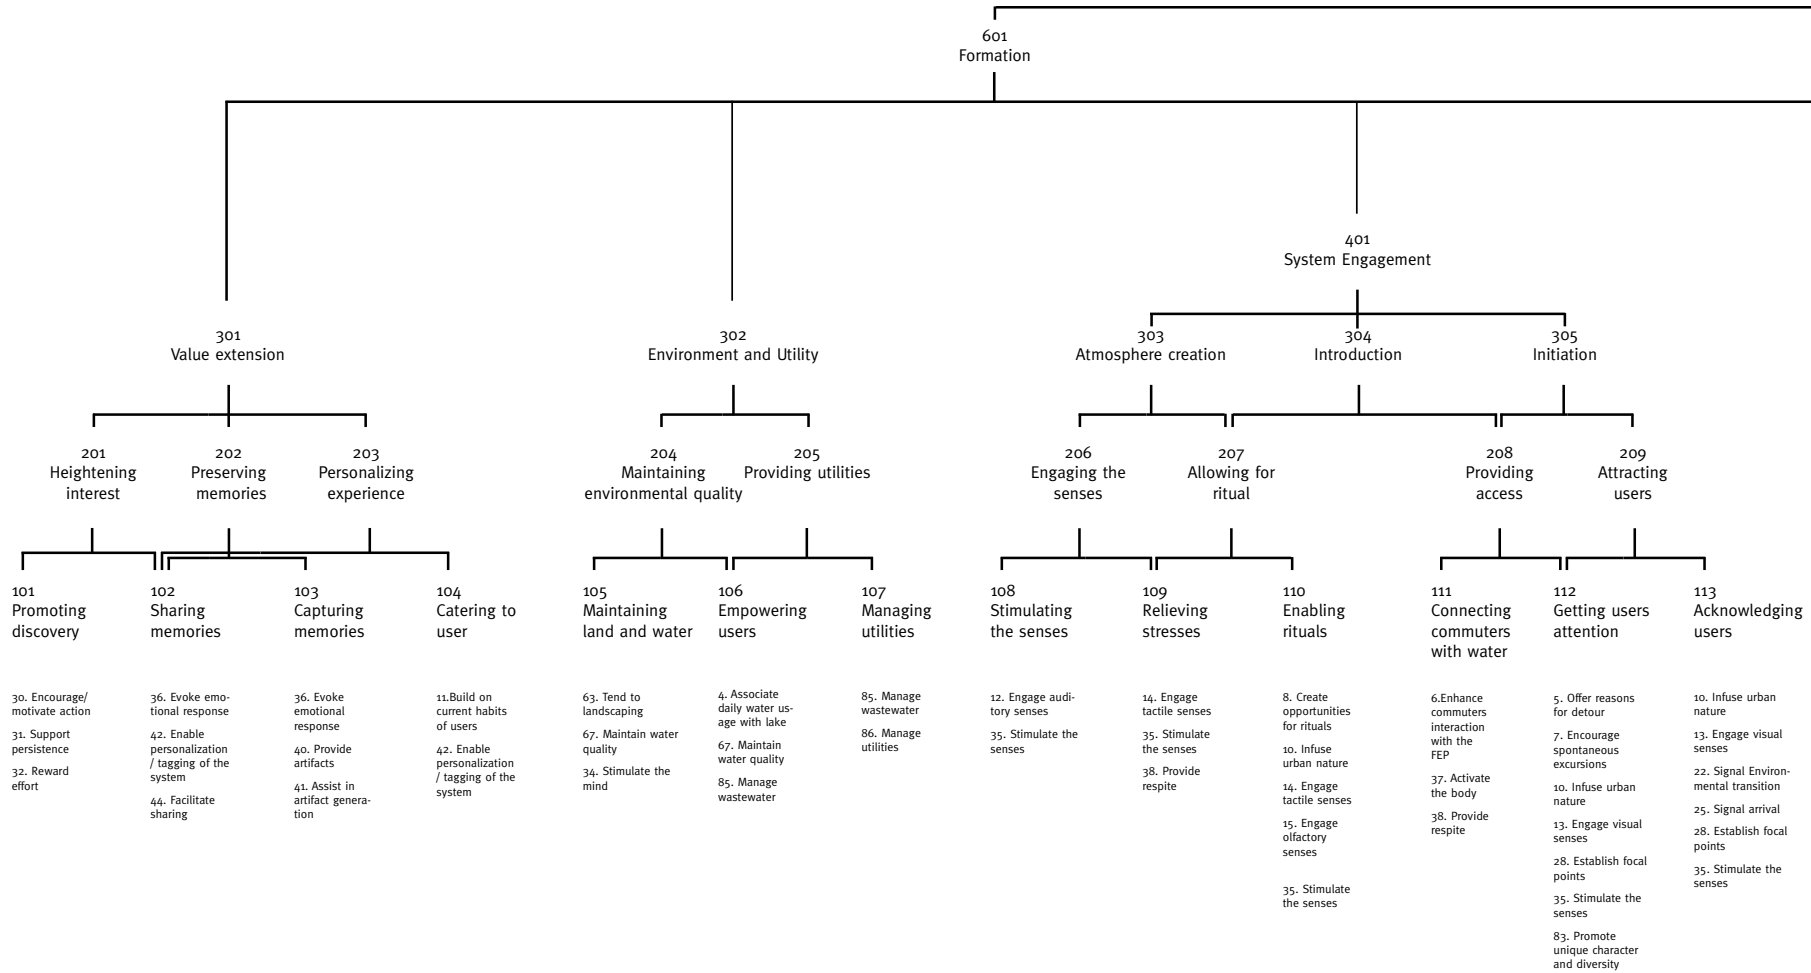 601
Formation
401
System Engagement
301
Value extension
302
Environment and Utility
303
Atmosphere creation
304
Introduction
305
Initiation
201
Heightening
interest
202
Preserving
memories
203
Personalizing
experience
204
Maintaining
environmental quality
205
Providing utilities
206
Engaging the
senses
207
Allowing for
ritual
208
Providing
access
209
Attracting
users
101
Promoting
discovery
102
Sharing
memories
103
Capturing
memories
104
Catering to
user
105
Maintaining
land and water
106
Empowering
users
107
Managing
utilities
108
Stimulating
the senses
109
Relieving
stresses
110
Enabling
rituals
111
Connecting
commuters
with water
112
Getting users
attention
113
Acknowledging
users
30. Encourage/
motivate action
31. Support
persistence
32. Reward
effort
36. Evoke emo-
tional response
42. Enable
personalization
/ tagging of the
system
44. Facilitate
sharing
36. Evoke
emotional
response
40. Provide
artifacts
41. Assist in
artifact genera-
tion
11.Build on
current habits
of users
42. Enable
personalization
/ tagging of the
system
63. Tend to
landscaping
67. Maintain water
quality
34. Stimulate the
mind
4. Associate
daily water us-
age with lake
67. Maintain
water quality
85. Manage
wastewater
85. Manage
wastewater
86. Manage
utilities
12. Engage audi-
tory senses
35. Stimulate the
senses
14. Engage
tactile senses
35. Stimulate
the senses
38. Provide
respite
8. Create
opportunities
for rituals
10. Infuse
urban nature
14. Engage
tactile senses
15. Engage
olfactory
senses
35. Stimulate
the senses
6.Enhance
commuters
interaction
with the
FEP
37. Activate
the body
38. Provide
respite
5. Offer reasons
for detour
7. Encourage
spontaneous
excursions
10. Infuse urban
nature
13. Engage visual
senses
28. Establish focal
points
35. Stimulate the
senses
83. Promote
unique character
and diversity
10. Infuse urban
nature
13. Engage visual
senses
22. Signal Environ-
mental transition
25. Signal arrival
28. Establish focal
points
35. Stimulate the
senses